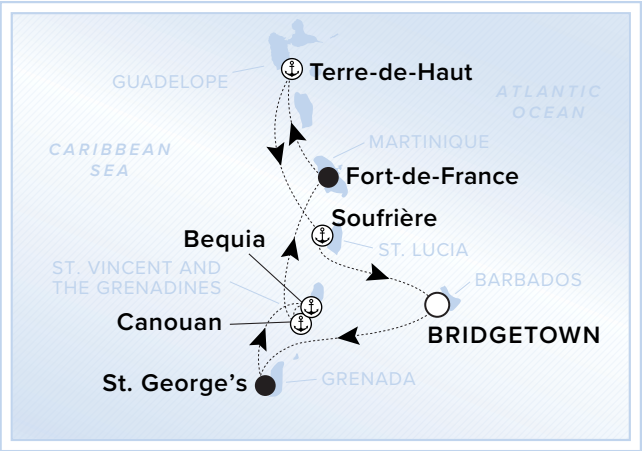 Terre-de-Haut
GUADELOPE
ATLANTIC
OCEAN
CARIBBEAN
SEA
MARTINIQUE
Fort-de-France
Soufrière
Bequia
ST. LUCIA
ST. VINCENT AND
THE GRENADINES
BARBADOS
Canouan
BRIDGETOWN
St. George’s
GRENADA